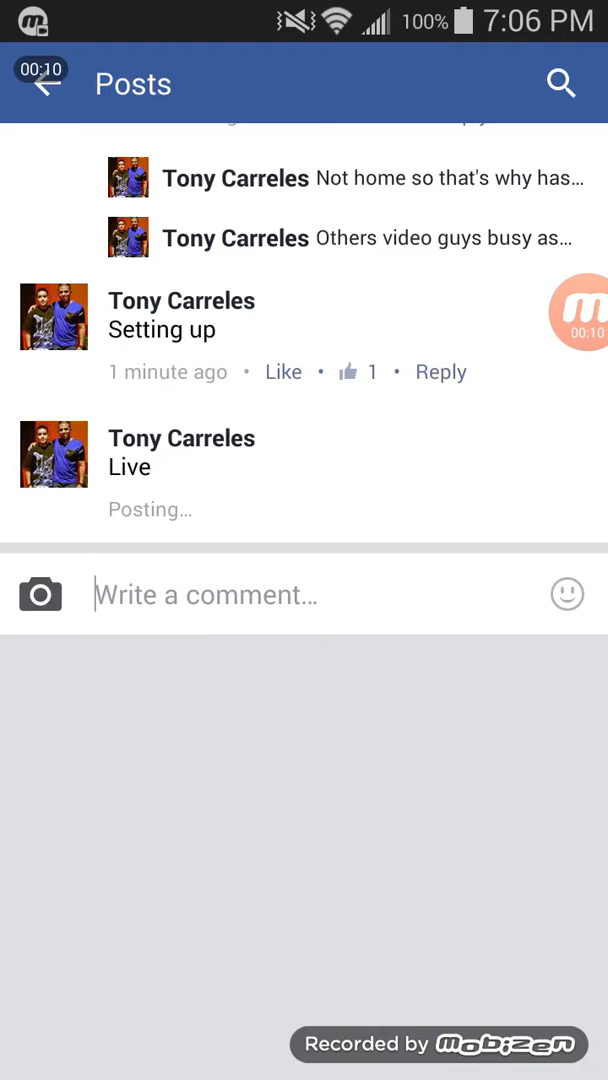 100% 7:06 PM
00:10
Posts
Tony Carreles Not home so that's why has...
Tony Carreles Others video guys busy as...
Tony Carreles
Setting up
00:10
1 minute ago • Like • 1 • Reply
Tony Carreles
Live
Posting...
Write a comment...
Recorded by mobizen